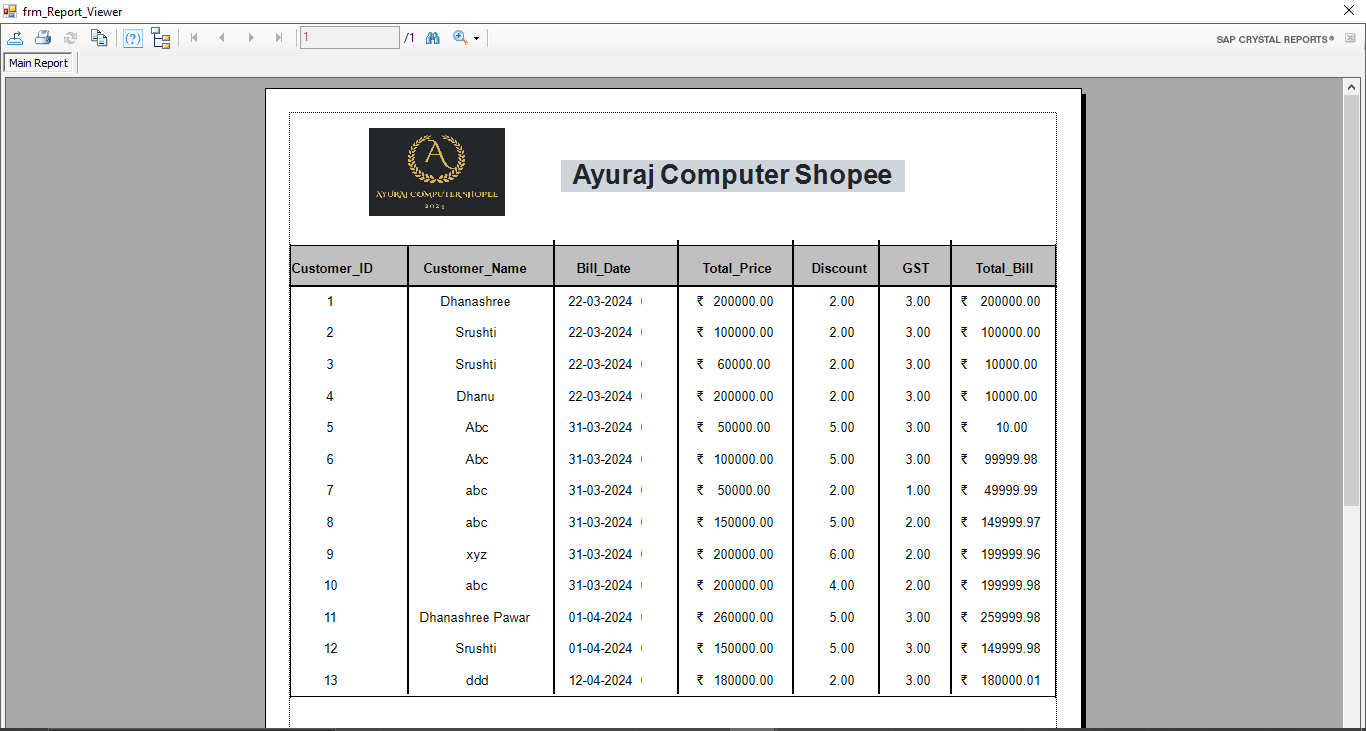 frm_Report_Viewer
1 /1 SAP CRYSTAL REPORTS®
Main Report
A
AYURAJ COMPUTER SHOPEE
2024
Ayuraj Computer Shopee
Customer_ID Customer_Name Bill_Date Total_Price Discount GST Total_Bill
1 Dhanashree 22-03-2024 ₹ 200000.00 2.00 3.00 ₹ 200000.00
2 Srushti 22-03-2024 ₹ 100000.00 2.00 3.00 ₹ 100000.00
3 Srushti 22-03-2024 ₹ 60000.00 2.00 3.00 ₹ 10000.00
4 Dhanu 22-03-2024 ₹ 200000.00 2.00 3.00 ₹ 10000.00
5 Abc 31-03-2024 ₹ 50000.00 5.00 3.00 ₹ 10.00
6 Abc 31-03-2024 ₹ 100000.00 5.00 3.00 ₹ 99999.98
7 abc 31-03-2024 ₹ 50000.00 2.00 1.00 ₹ 49999.99
8 abc 31-03-2024 ₹ 150000.00 5.00 2.00 ₹ 149999.97
9 xyz 31-03-2024 ₹ 200000.00 6.00 2.00 ₹ 199999.96
10 abc 31-03-2024 ₹ 200000.00 4.00 2.00 ₹ 199999.98
11 Dhanashree Pawar 01-04-2024 ₹ 260000.00 5.00 3.00 ₹ 259999.98
12 Srushti 01-04-2024 ₹ 150000.00 5.00 3.00 ₹ 149999.98
13 ddd 12-04-2024 ₹ 180000.00 2.00 3.00 ₹ 180000.01